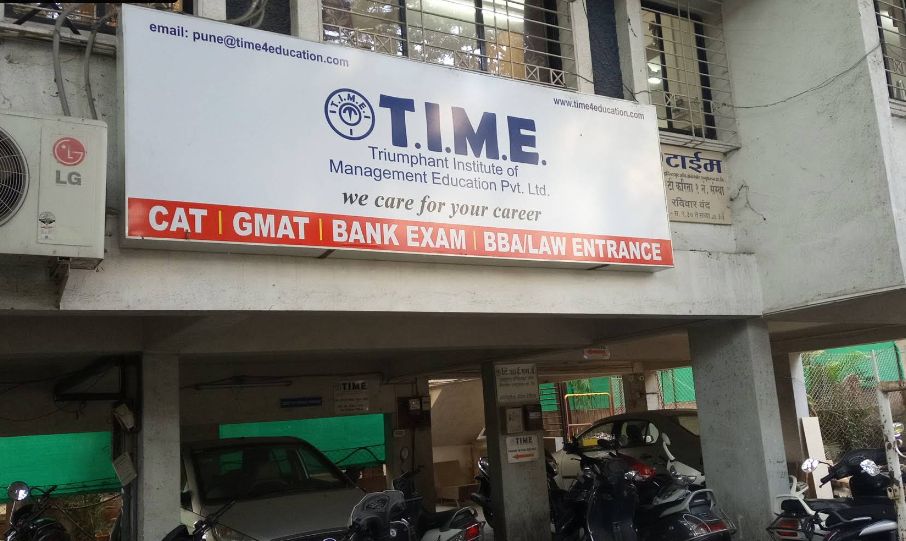 email: pune@time4education.com
www.time4education.com
T.I.M.E.
T.I.M.E.
Triumphant Institute of
Management Education Pvt. Ltd.
we care for your career
CAT | GMAT | BANK EXAM | BBA/LAW ENTRANCE
LG
टाईम
रविवार बंद
TIME
TIME